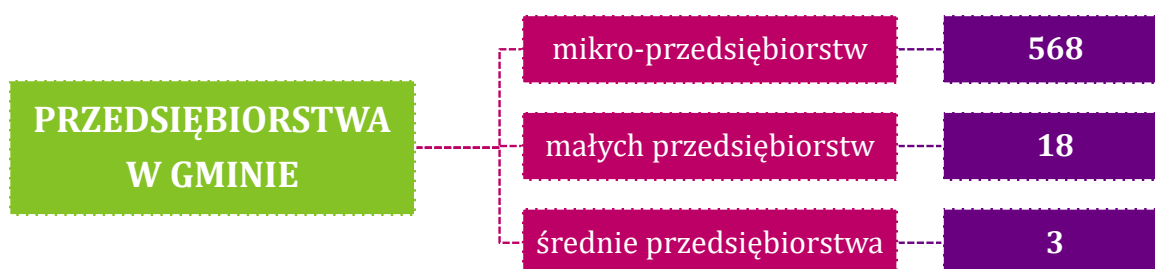 PRZEDSIĘBIORSTWA
W GMINIE
mikro-przedsiębiorstw
568
małych przedsiębiorstw
18
średnie przedsiębiorstwa
3